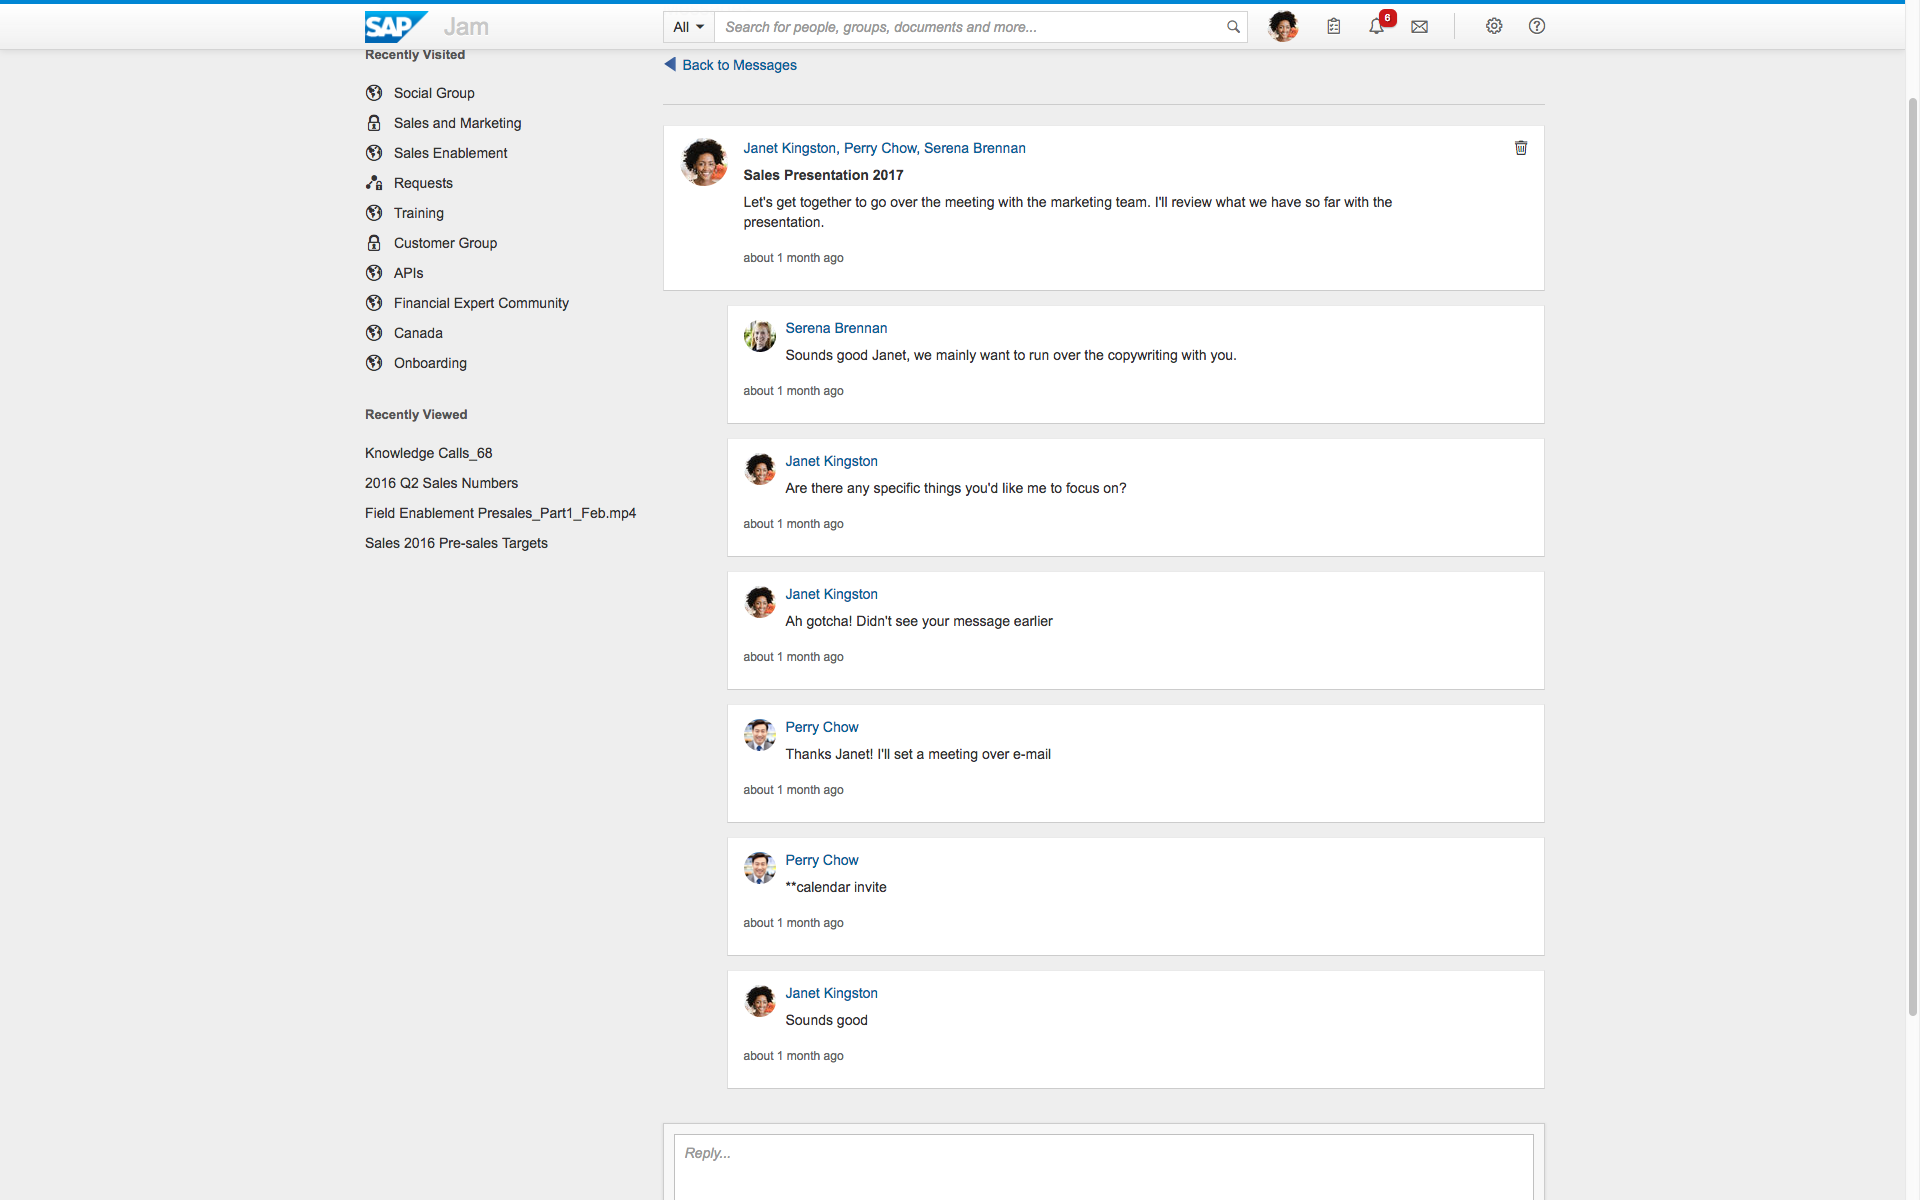 SAP Jam
All
Search for people, groups, documents and more...
6
Recently Visited
Social Group
Sales and Marketing
Sales Enablement
Requests
Training
Customer Group
APIs
Financial Expert Community
Canada
Onboarding
Recently Viewed
Knowledge Calls_68
2016 Q2 Sales Numbers
Field Enablement Presales_Part1_Feb.mp4
Sales 2016 Pre-sales Targets
Back to Messages
Janet Kingston, Perry Chow, Serena Brennan
Sales Presentation 2017
Let's get together to go over the meeting with the marketing team. I'll review what we have so far with the
presentation.
about 1 month ago
Serena Brennan
Sounds good Janet, we mainly want to run over the copywriting with you.
about 1 month ago
Janet Kingston
Are there any specific things you'd like me to focus on?
about 1 month ago
Janet Kingston
Ah gotcha! Didn't see your message earlier
about 1 month ago
Perry Chow
Thanks Janet! I'll set a meeting over e-mail
about 1 month ago
Perry Chow
**calendar invite
about 1 month ago
Janet Kingston
Sounds good
about 1 month ago
Reply...